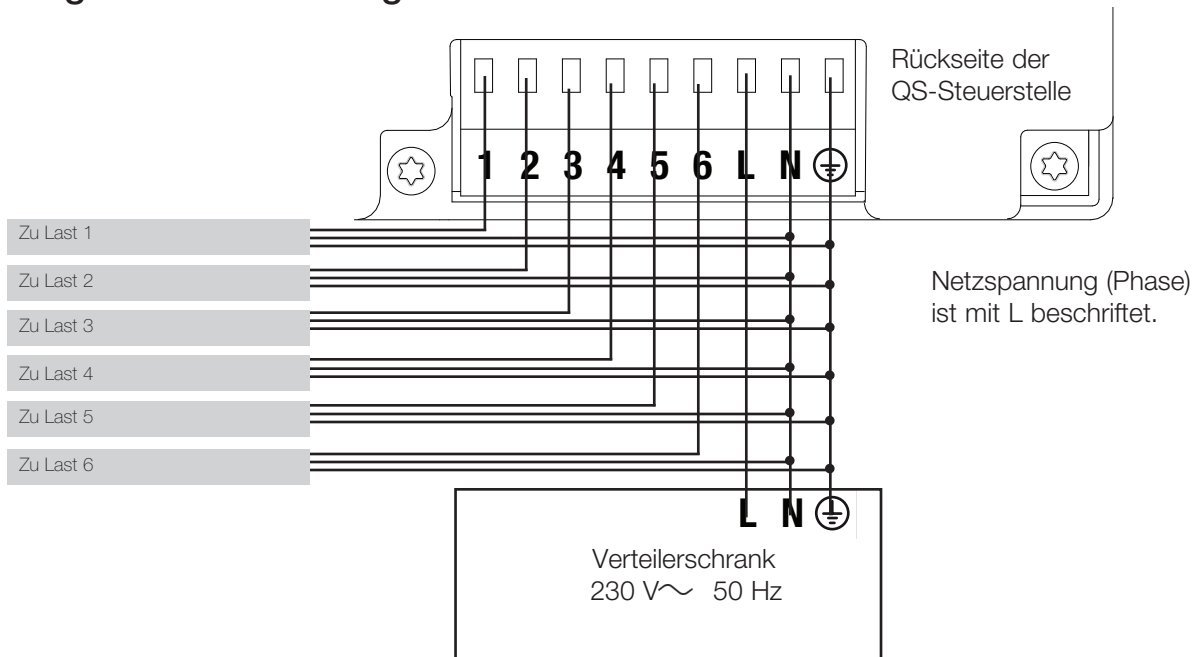 Rückseite der
QS-Steuerstelle
1 2 3 4 5 6 L N
Zu Last 1
Zu Last 2
Netzspannung (Phase)
ist mit L beschriftet.
Zu Last 3
Zu Last 4
Zu Last 5
Zu Last 6
L N
Verteilerschrank
230 V～ 50 Hz